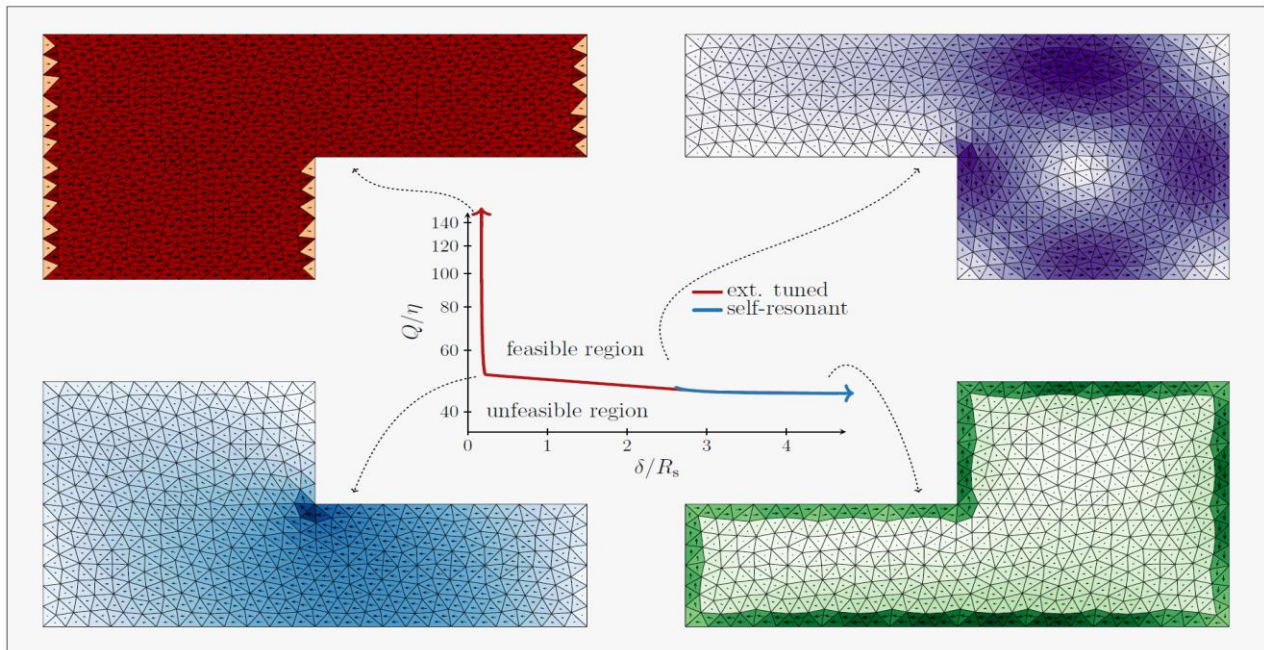 140
120
100
80
60
40
Q/η
ext. tuned
self-resonant
feasible region
unfeasible region
0 1 2 3 4
δ/Rₛ